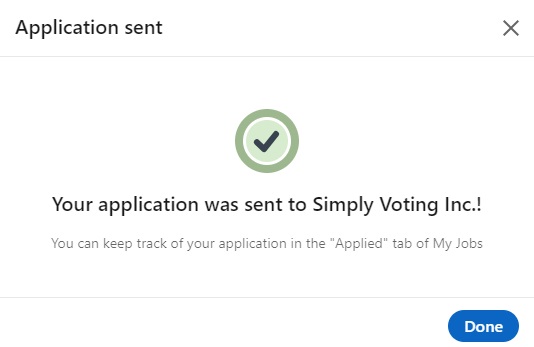 Application sent
Your application was sent to Simply Voting Inc.!
You can keep track of your application in the "Applied" tab of My Jobs
Done